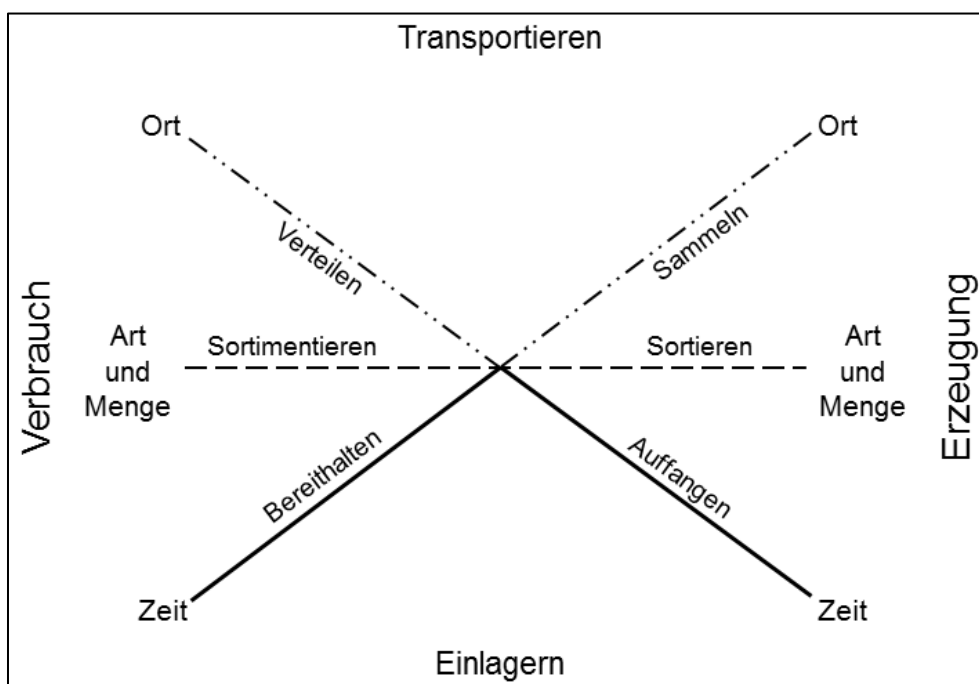 Transportieren
Ort
Ort
Verteilen
Sammeln
Verbrauch
Art
und
Menge
Sortimentieren
Sortieren
Art
und
Menge
Erzeugung
Bereithalten
Auffangen
Zeit
Zeit
Einlagern